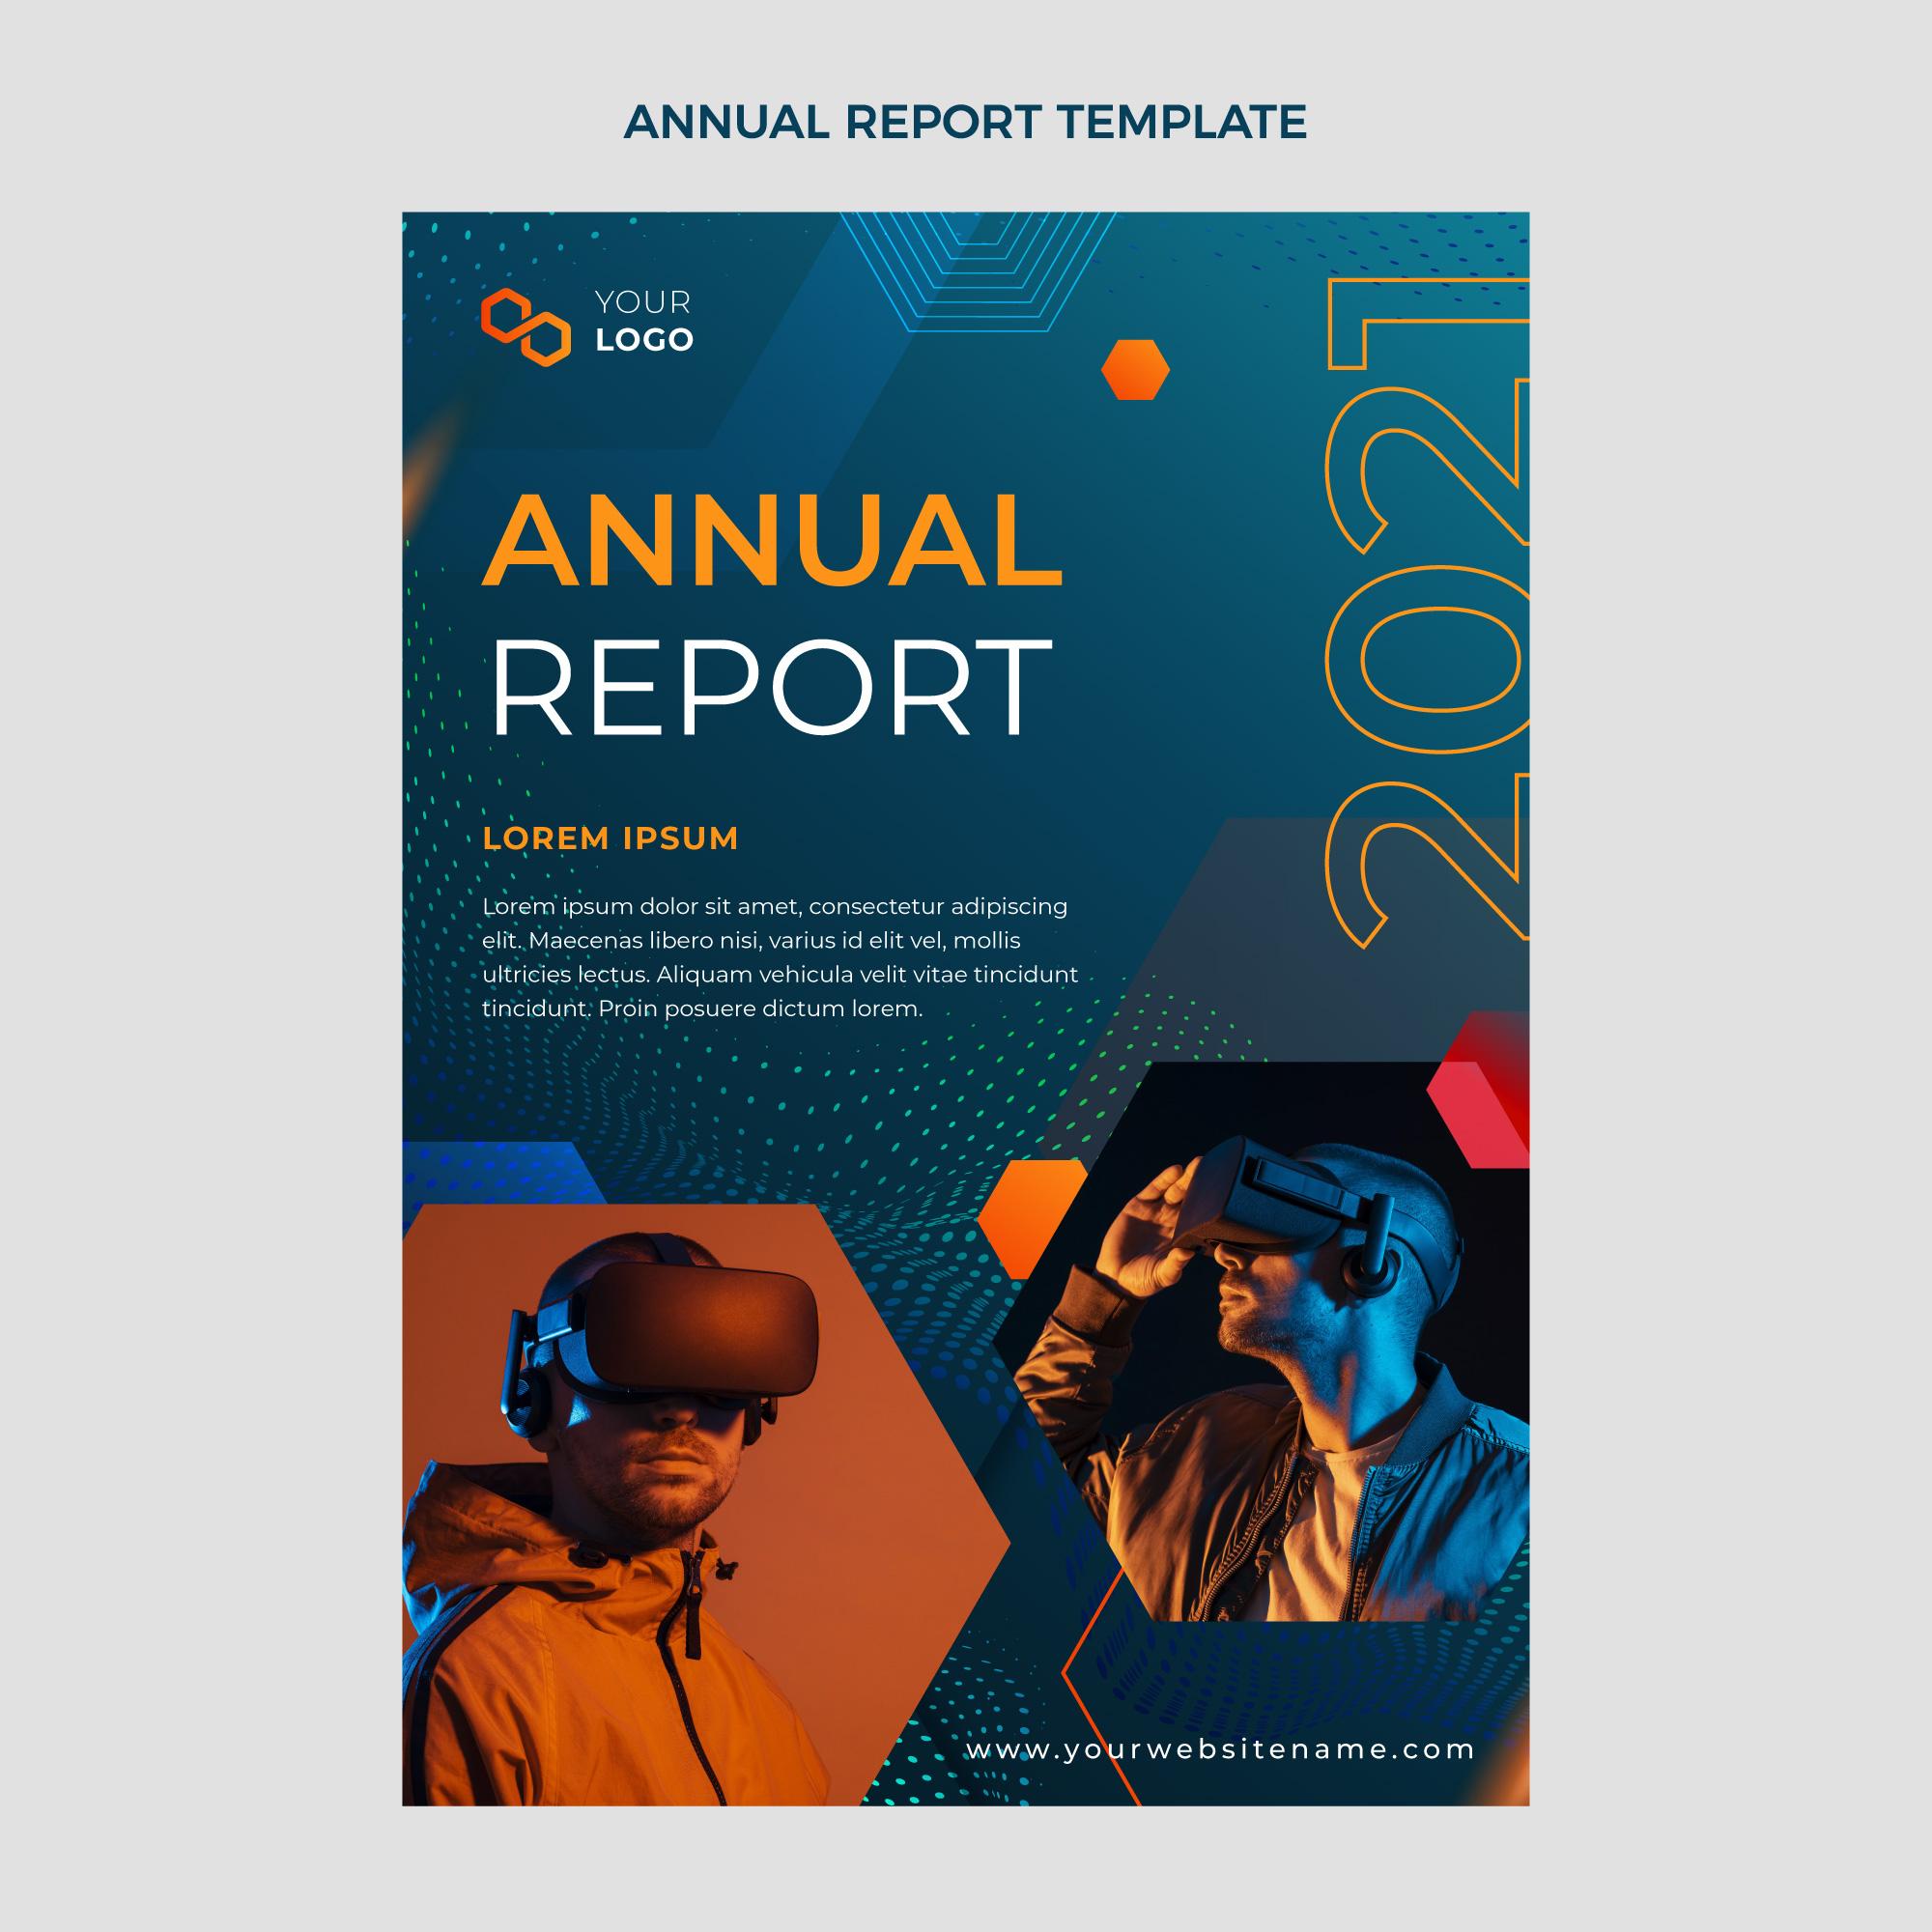 ANNUAL REPORT TEMPLATE
YOUR
LOGO
2021
ANNUAL
REPORT
LOREM IPSUM
Lorem ipsum dolor sit amet, consectetur adipiscing
elit. Maecenas libero nisi, varius id elit vel, mollis
ultricies lectus. Aliquam vehicula velit vitae tincidunt
tincidunt. Proin posuere dictum lorem.
www.yourwebsitename.com